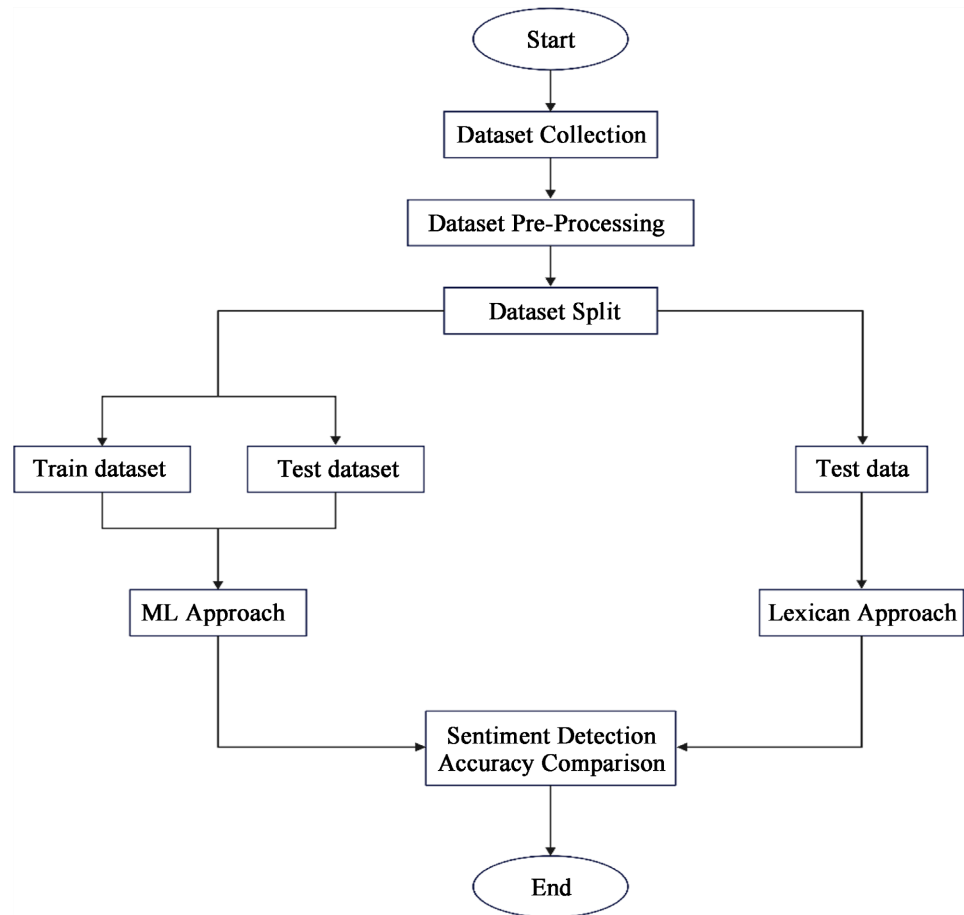 Start
Dataset Collection
Dataset Pre-Processing
Dataset Split
Train dataset
Test dataset
Test data
ML Approach
Lexican Approach
Sentiment Detection
Accuracy Comparison
End